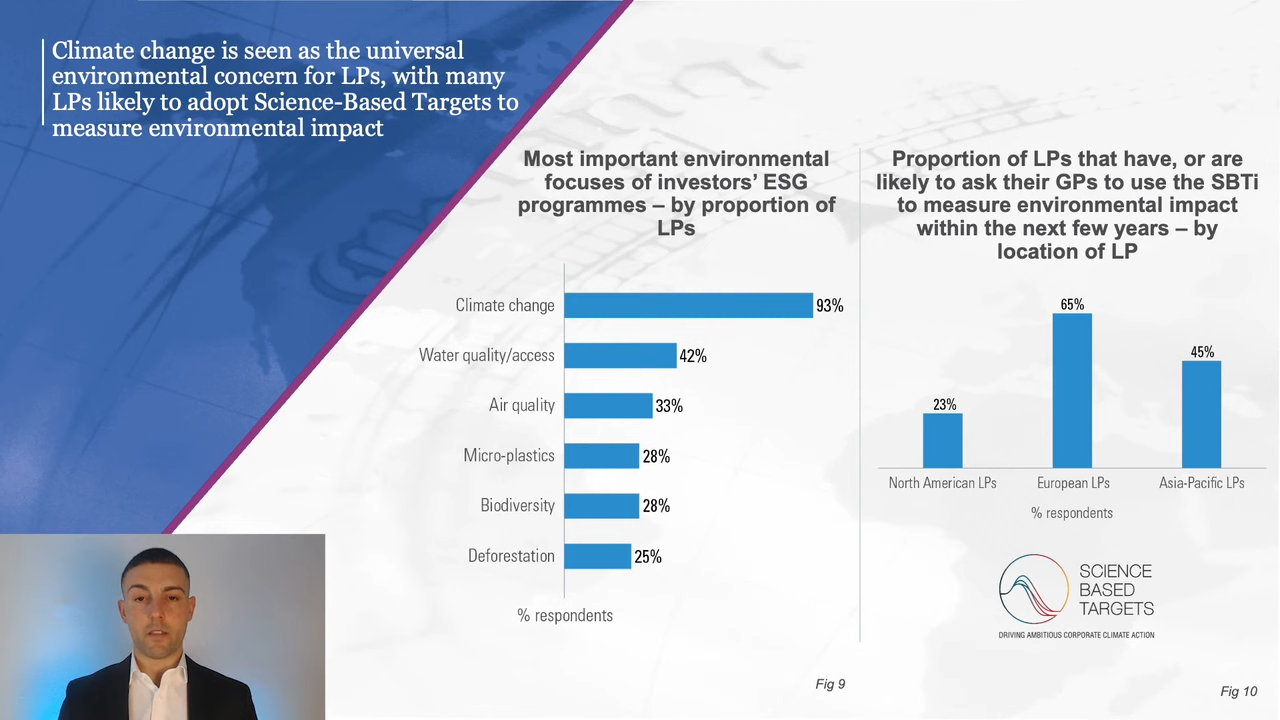 Climate change is seen as the universal
environmental concern for LPs, with many
LPs likely to adopt Science-Based Targets to
measure environmental impact
Most important environmental
focuses of investors’ ESG
programmes – by proportion of
LPs
Climate change 93%
Water quality/access 42%
Air quality 33%
Micro-plastics 28%
Biodiversity 28%
Deforestation 25%
% respondents
Fig 9
Proportion of LPs that have, or are
likely to ask their GPs to use the SBTi
to measure environmental impact
within the next few years – by
location of LP
23% 65% 45%
North American LPs European LPs Asia-Pacific LPs
% respondents
SCIENCE
BASED
TARGETS
DRIVING AMBITIOUS CORPORATE CLIMATE ACTION
Fig 10